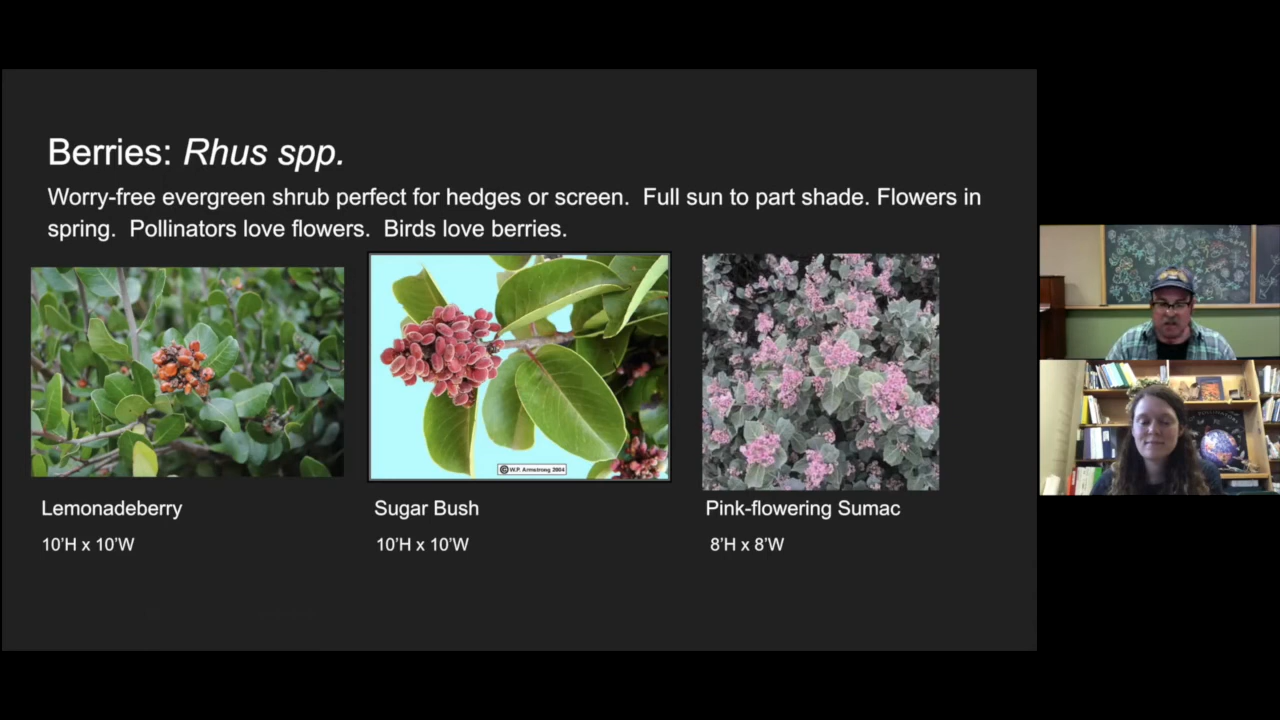 Berries: Rhus spp.
Worry-free evergreen shrub perfect for hedges or screen.  Full sun to part shade. Flowers in
spring.  Pollinators love flowers.  Birds love berries.
© W.P. Armstrong 2004
Lemonadeberry
Sugar Bush
Pink-flowering Sumac
10’H x 10’W
10’H x 10’W
8’H x 8’W